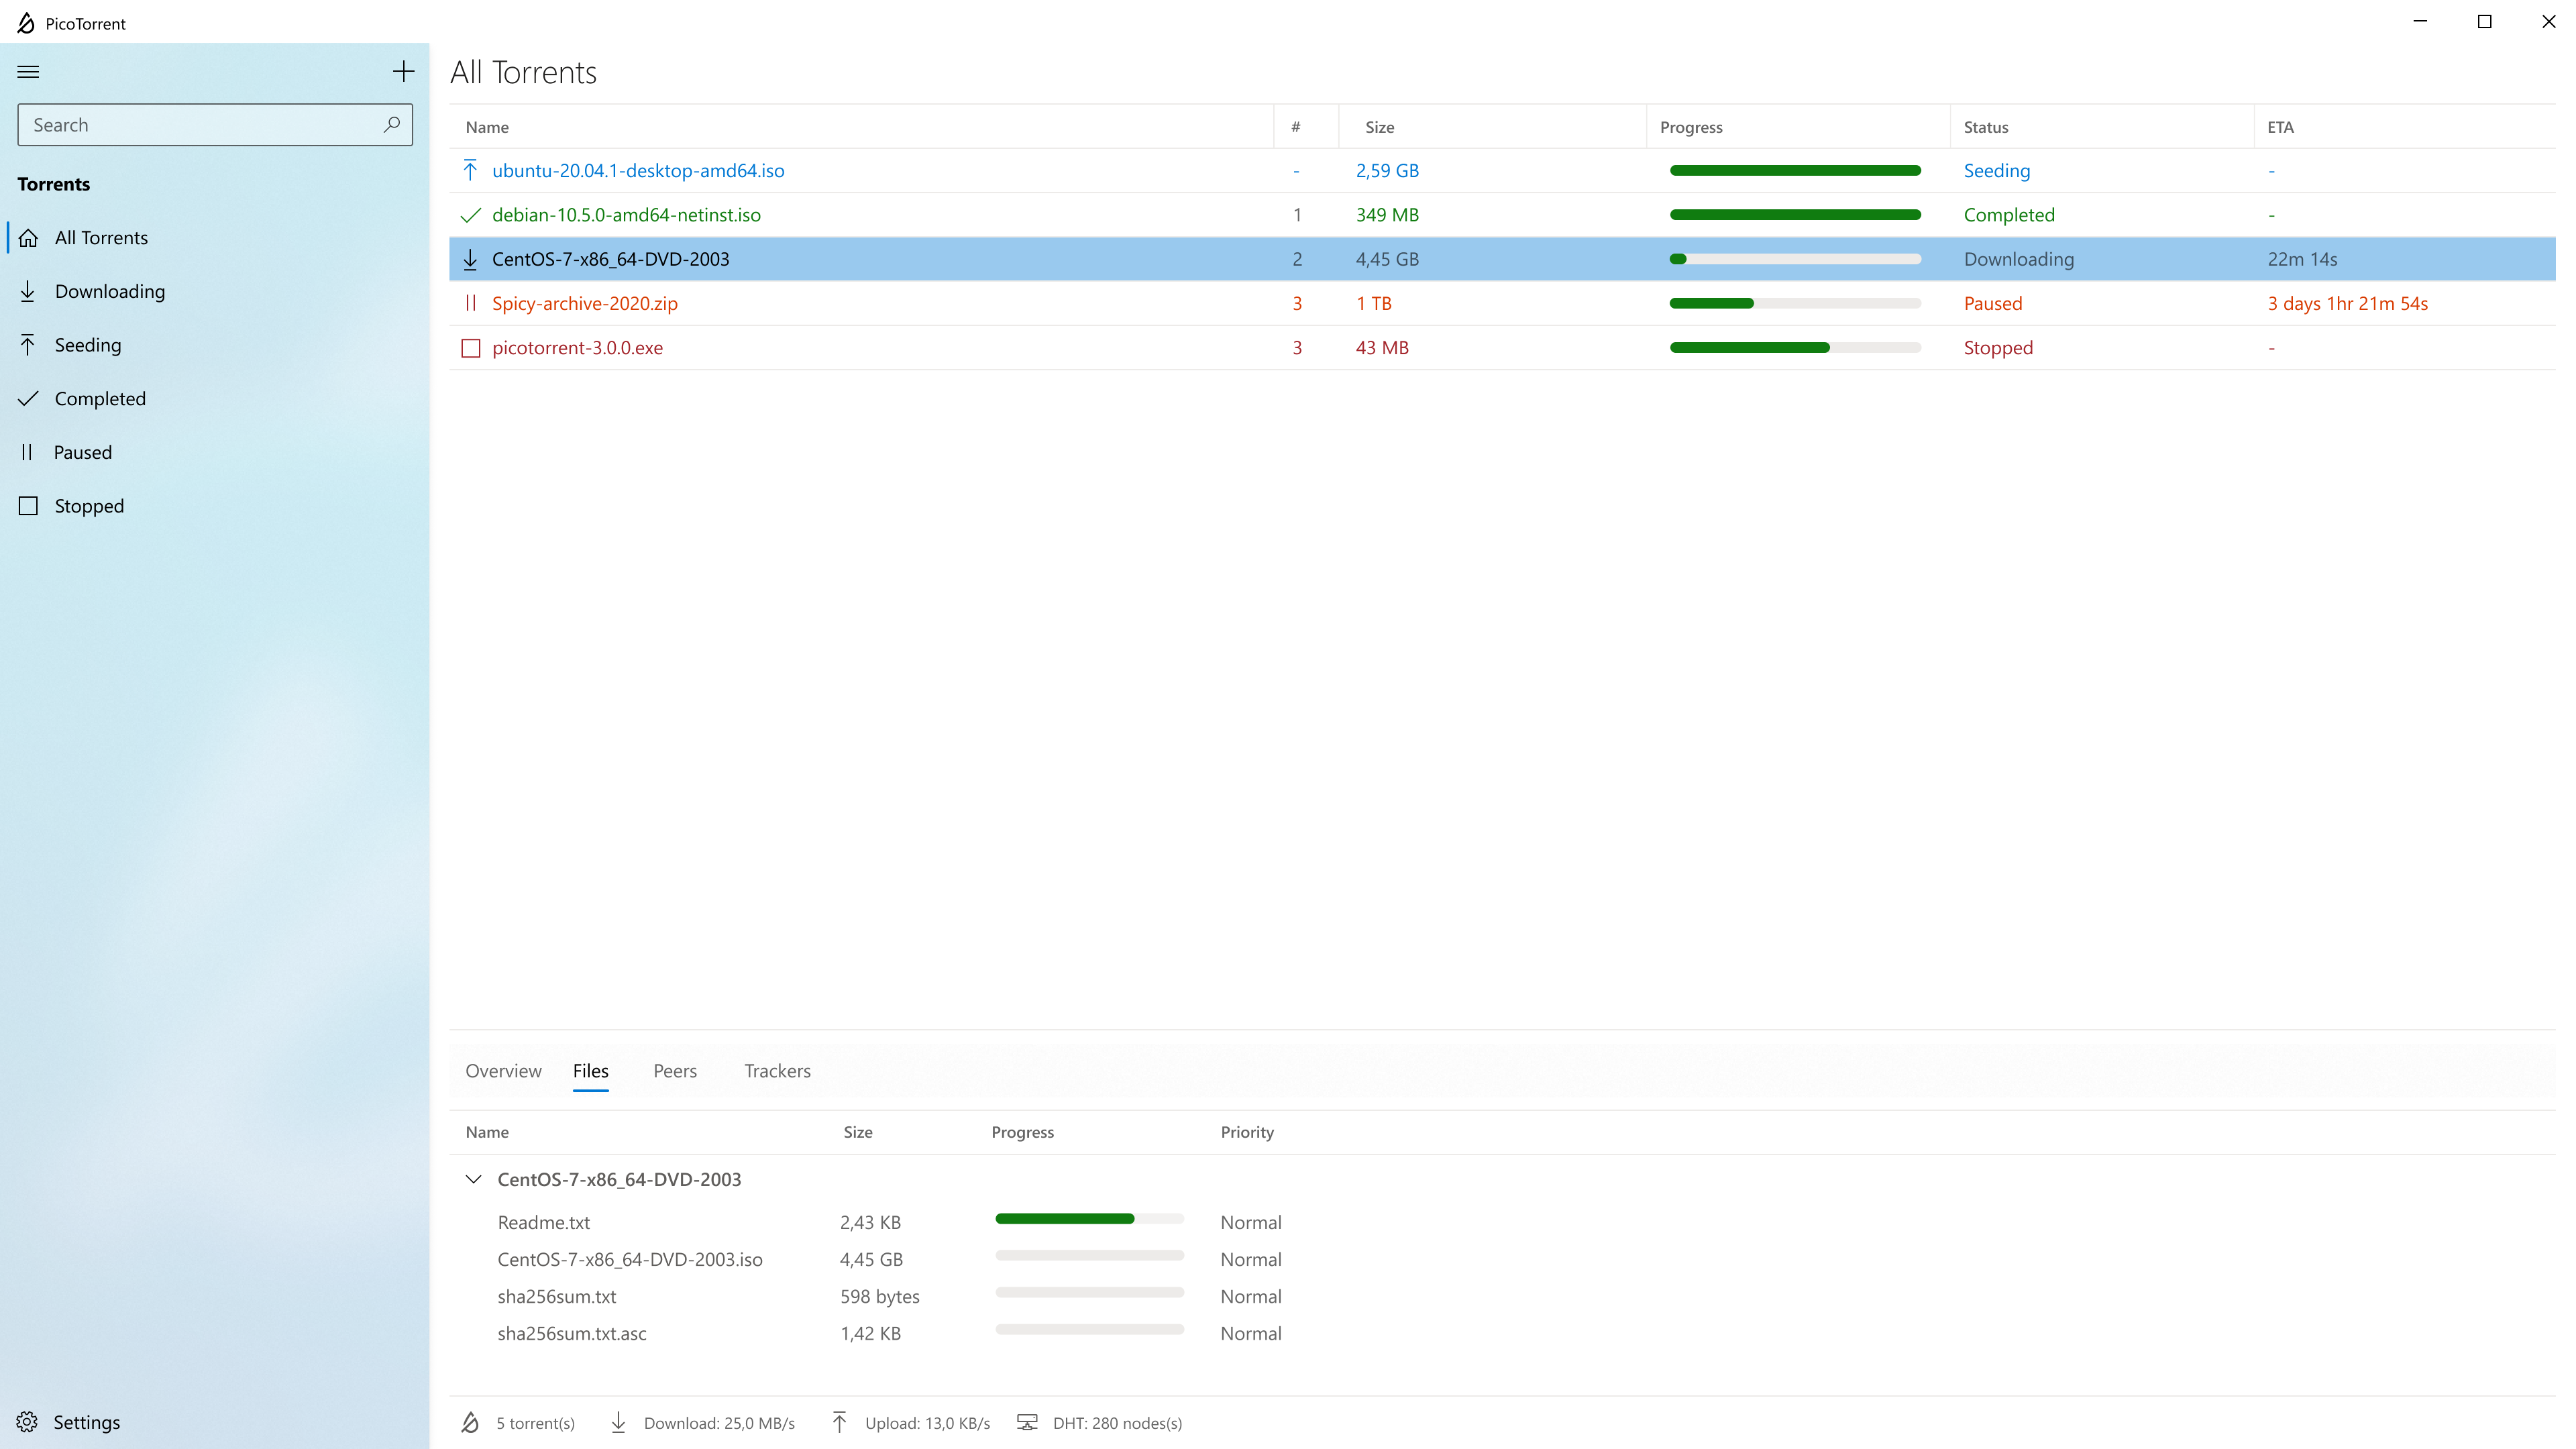 PicoTorrent
Search
Torrents
All Torrents
Downloading
Seeding
Completed
Paused
Stopped
Settings
All Torrents
Name # Size Progress Status ETA
ubuntu-20.04.1-desktop-amd64.iso - 2,59 GB Seeding -
debian-10.5.0-amd64-netinst.iso 1 349 MB Completed -
CentOS-7-x86_64-DVD-2003 2 4,45 GB Downloading 22m 14s
Spicy-archive-2020.zip 3 1 TB Paused 3 days 1hr 21m 54s
picotorrent-3.0.0.exe 3 43 MB Stopped -
Overview Files Peers Trackers
Name Size Progress Priority
CentOS-7-x86_64-DVD-2003
Readme.txt 2,43 KB Normal
CentOS-7-x86_64-DVD-2003.iso 4,45 GB Normal
sha256sum.txt 598 bytes Normal
sha256sum.txt.asc 1,42 KB Normal
5 torrent(s) Download: 25,0 MB/s Upload: 13,0 KB/s DHT: 280 nodes(s)